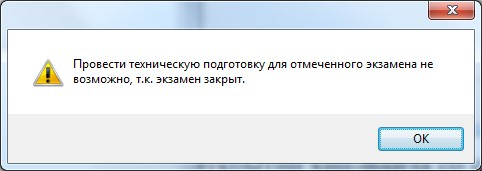 Провести техническую подготовку для отмеченного экзамена не
возможно, т.к. экзамен закрыт.
OK